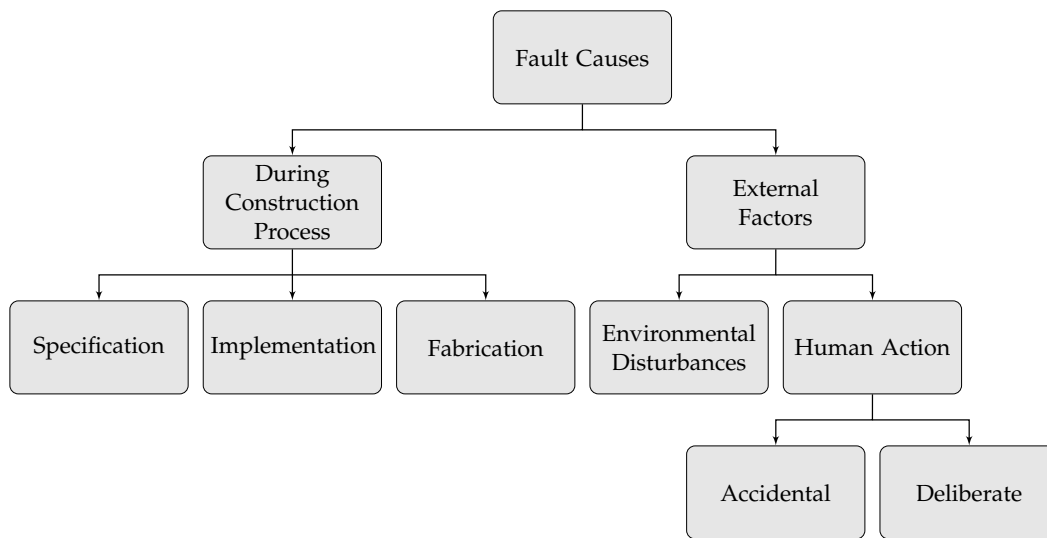 Fault Causes
During
Construction
Process
External
Factors
Specification
Implementation
Fabrication
Environmental
Disturbances
Human Action
Accidental
Deliberate